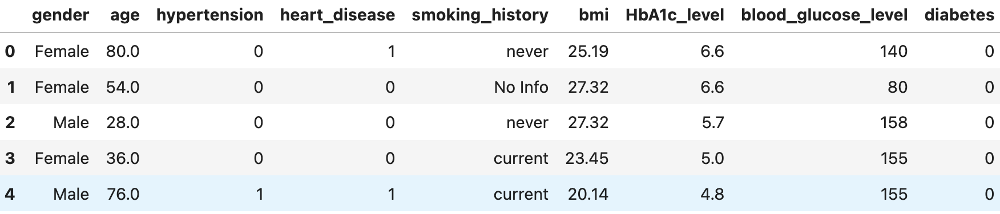 gender age hypertension heart_disease smoking_history bmi HbA1c_level blood_glucose_level diabetes
0 Female 80.0 0 1 never 25.19 6.6 140 0
1 Female 54.0 0 0 No Info 27.32 6.6 80 0
2 Male 28.0 0 0 never 27.32 5.7 158 0
3 Female 36.0 0 0 current 23.45 5.0 155 0
4 Male 76.0 1 1 current 20.14 4.8 155 0